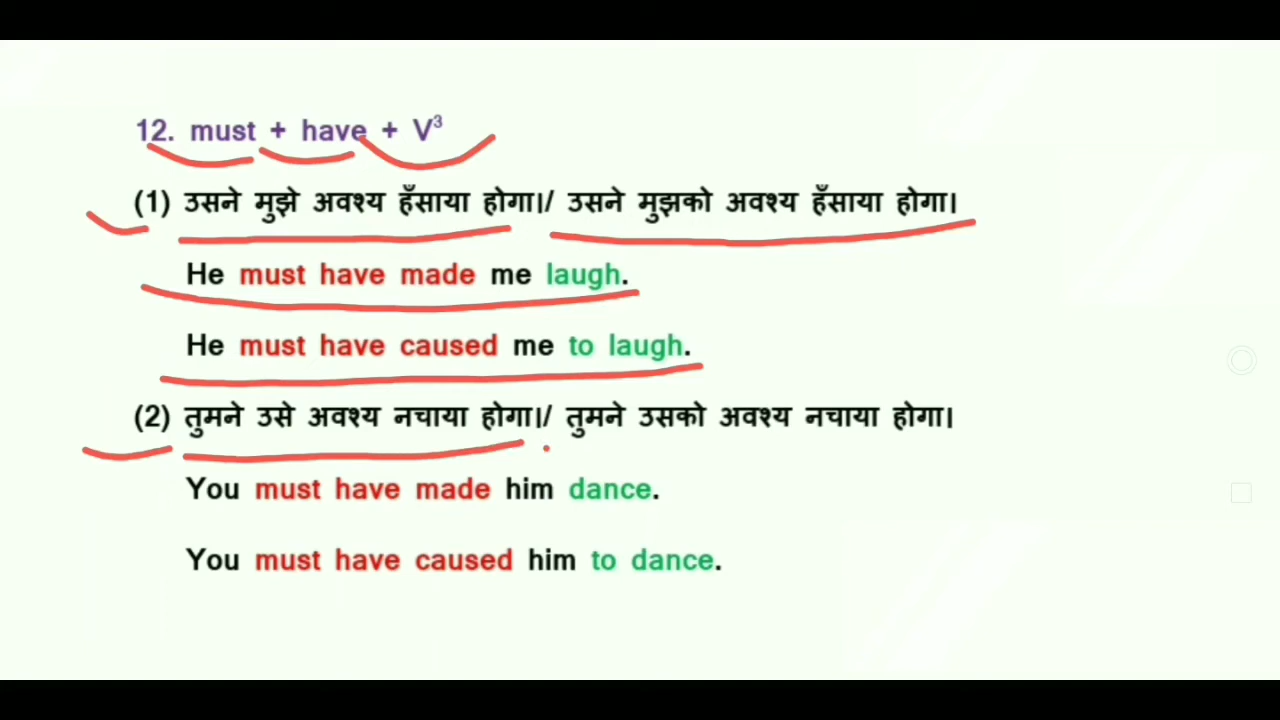 12. must + have + V³
(1) उसने मुझे अवश्य हँसाया होगा।/ उसने मुझको अवश्य हँसाया होगा।
He must have made me laugh.
He must have caused me to laugh.
(2) तुमने उसे अवश्य नचाया होगा।/ तुमने उसको अवश्य नचाया होगा।
You must have made him dance.
You must have caused him to dance.